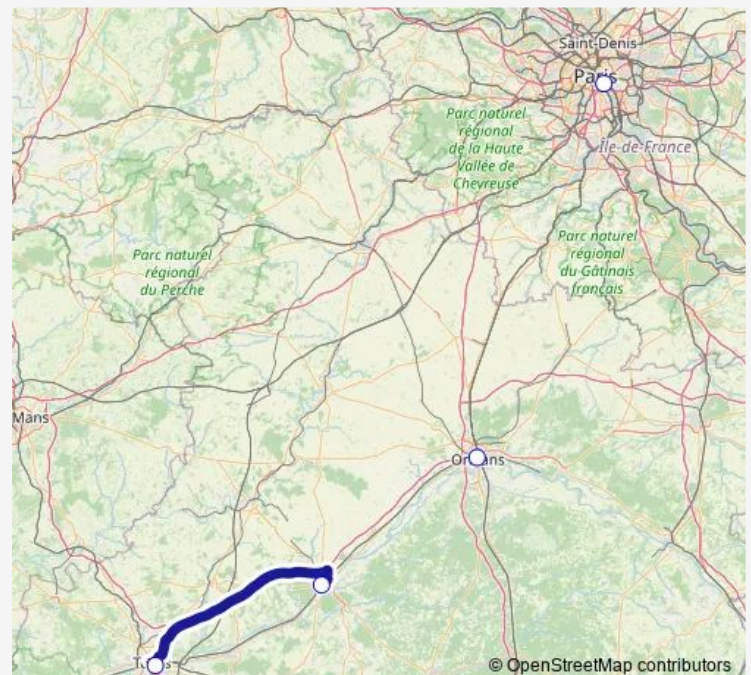 Saint-Denis
Paris
Parc naturel
régional
de la Haute
Vallée de
Chevreuse
Île-de-France
Parc naturel
régional
du Gâtinais
français
Parc naturel
régional
du Perche
Mans
© OpenStreetMap contributors